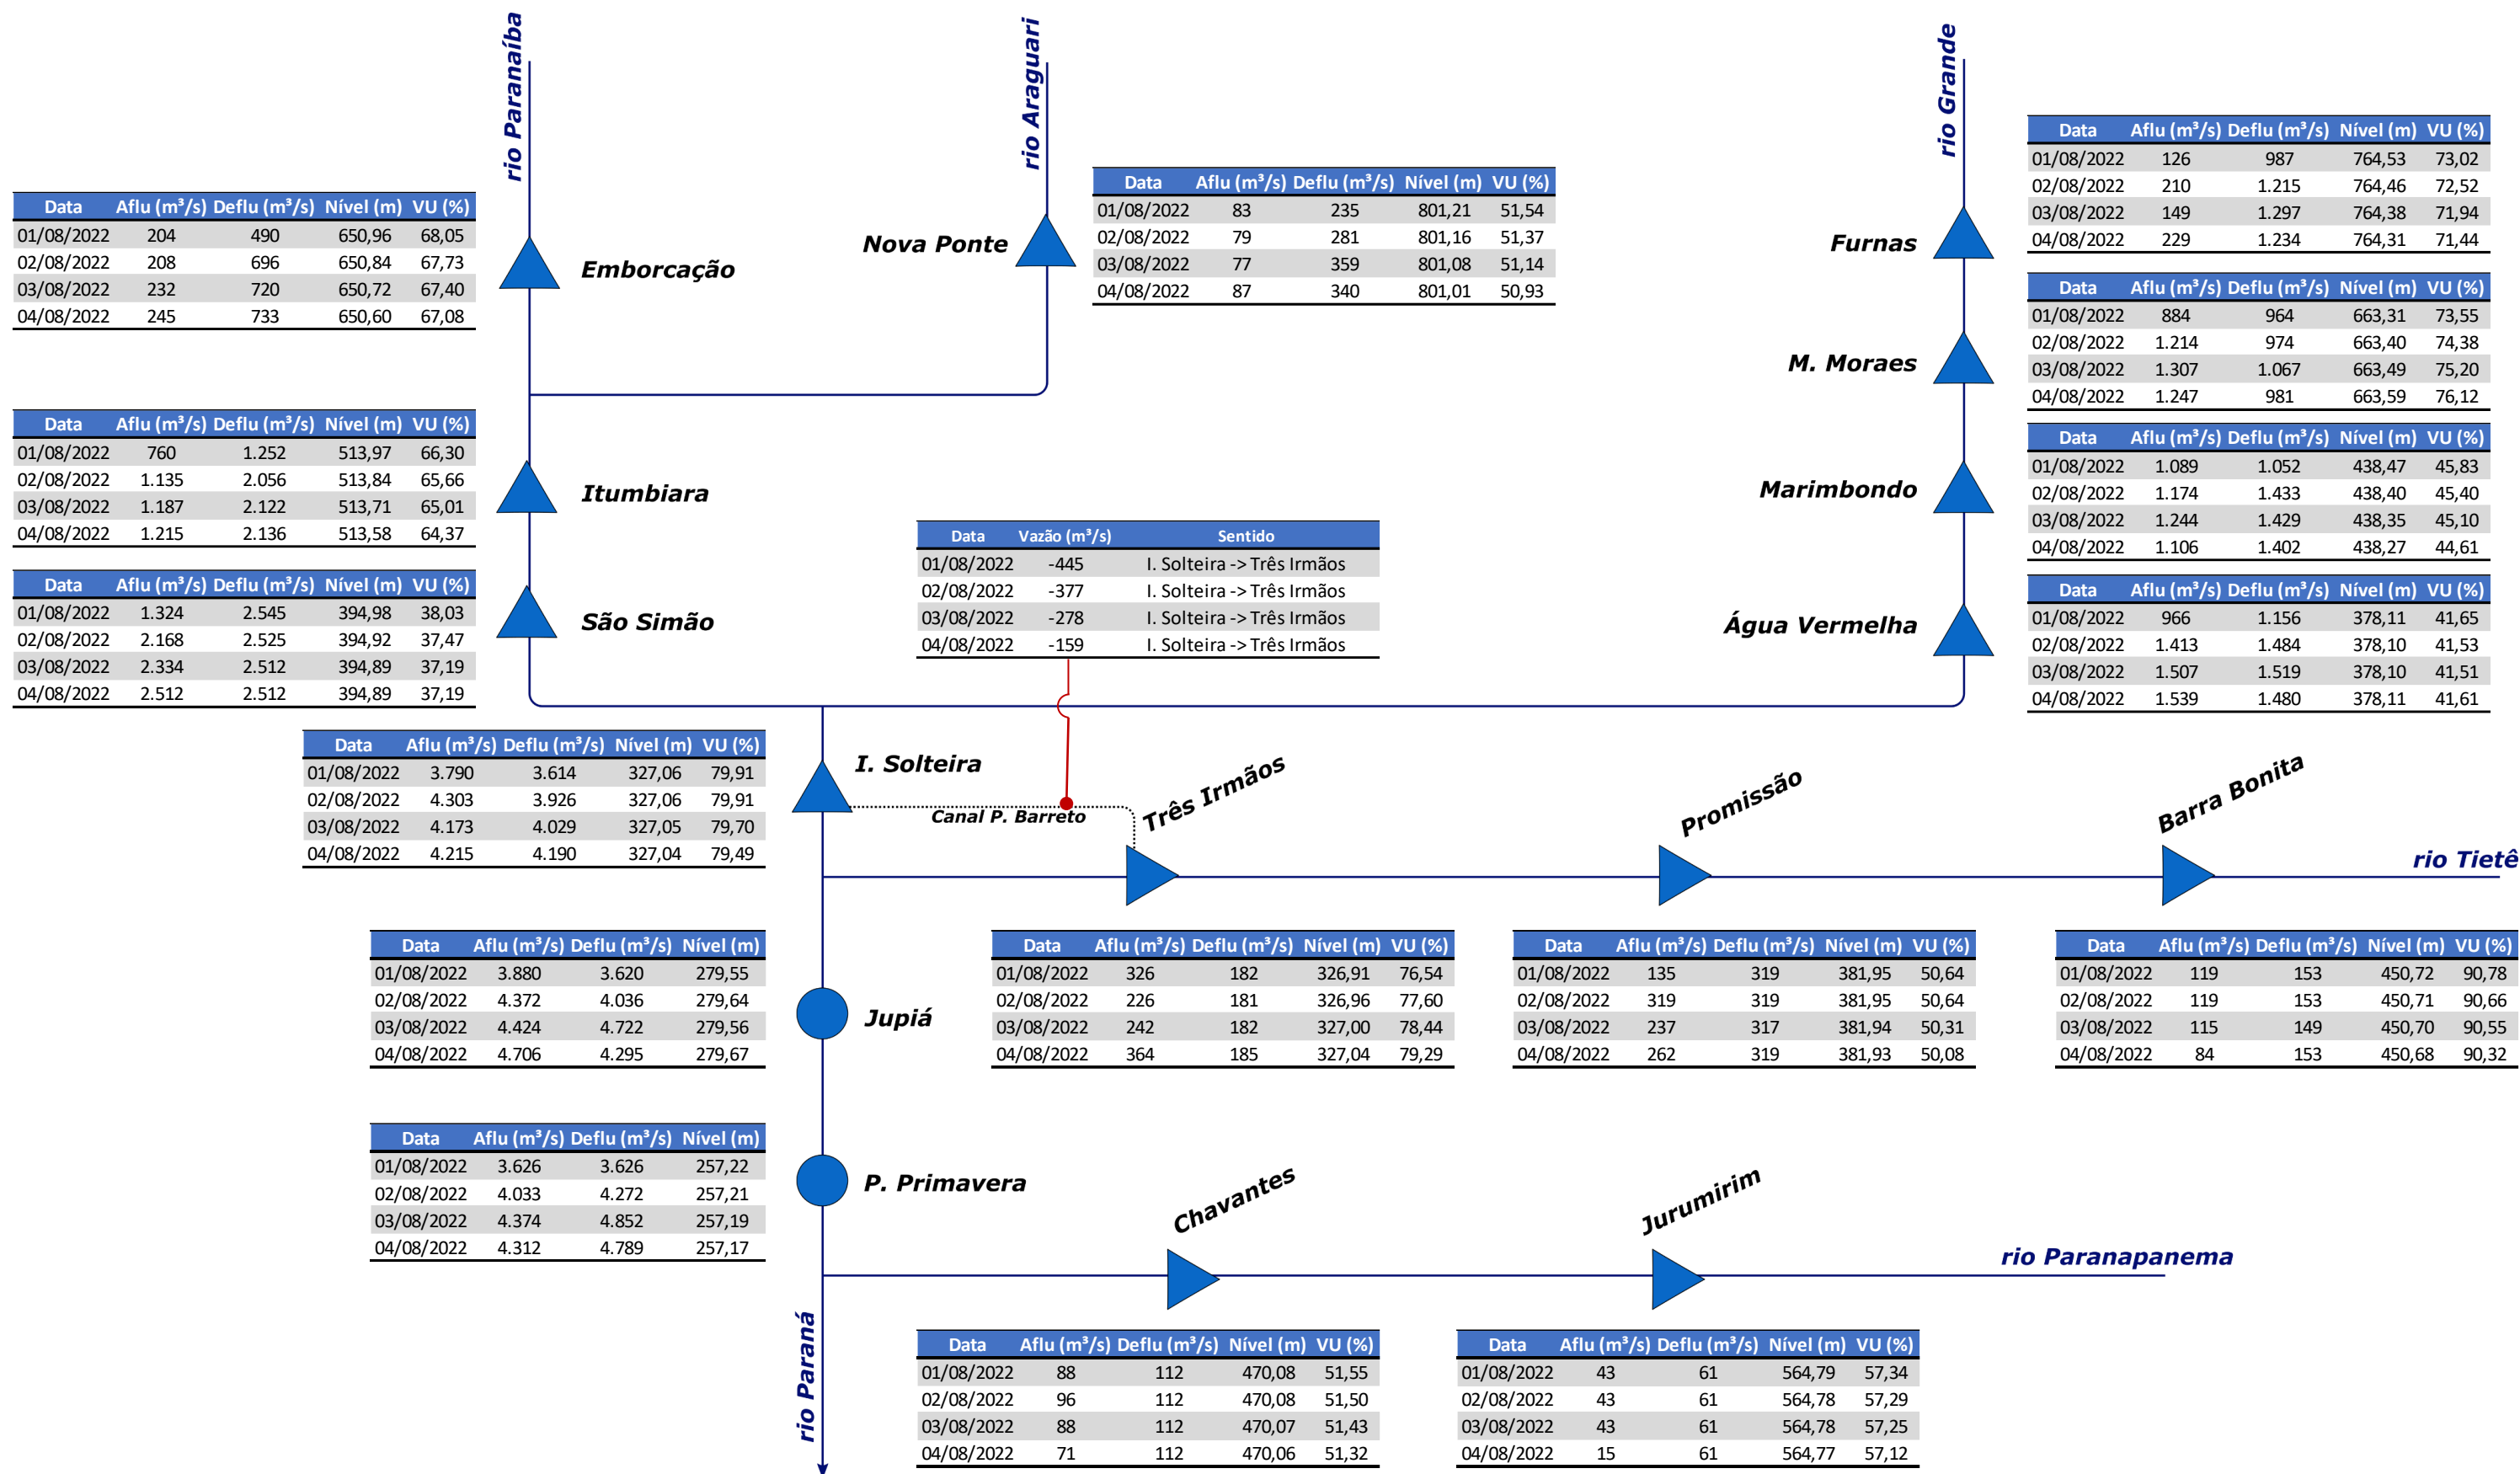 rio Paranaíba
rio Araguari
rio Grande
Data Aflu (m³/s) Deflu (m³/s) Nível (m) VU (%)
01/08/2022 204 490 650,96 68,05
02/08/2022 208 696 650,84 67,73
03/08/2022 232 720 650,72 67,40
04/08/2022 245 733 650,60 67,08
Emborcação
Nova Ponte
Data Aflu (m³/s) Deflu (m³/s) Nível (m) VU (%)
01/08/2022 83 235 801,21 51,54
02/08/2022 79 281 801,16 51,37
03/08/2022 77 359 801,08 51,14
04/08/2022 87 340 801,01 50,93
Furnas
Data Aflu (m³/s) Deflu (m³/s) Nível (m) VU (%)
01/08/2022 126 987 764,53 73,02
02/08/2022 210 1.215 764,46 72,52
03/08/2022 149 1.297 764,38 71,94
04/08/2022 229 1.234 764,31 71,44
M. Moraes
Data Aflu (m³/s) Deflu (m³/s) Nível (m) VU (%)
01/08/2022 884 964 663,31 73,55
02/08/2022 1.214 974 663,40 74,38
03/08/2022 1.307 1.067 663,49 75,20
04/08/2022 1.247 981 663,59 76,12
Data Aflu (m³/s) Deflu (m³/s) Nível (m) VU (%)
01/08/2022 760 1.252 513,97 66,30
02/08/2022 1.135 2.056 513,84 65,66
03/08/2022 1.187 2.122 513,71 65,01
04/08/2022 1.215 2.136 513,58 64,37
Itumbiara
Marimbondo
Data Aflu (m³/s) Deflu (m³/s) Nível (m) VU (%)
01/08/2022 1.089 1.052 438,47 45,83
02/08/2022 1.174 1.433 438,40 45,40
03/08/2022 1.244 1.429 438,35 45,10
04/08/2022 1.106 1.402 438,27 44,61
Data Vazão (m³/s) Sentido
01/08/2022 -445 I. Solteira -> Três Irmãos
02/08/2022 -377 I. Solteira -> Três Irmãos
03/08/2022 -278 I. Solteira -> Três Irmãos
04/08/2022 -159 I. Solteira -> Três Irmãos
Data Aflu (m³/s) Deflu (m³/s) Nível (m) VU (%)
01/08/2022 1.324 2.545 394,98 38,03
02/08/2022 2.168 2.525 394,92 37,47
03/08/2022 2.334 2.512 394,89 37,19
04/08/2022 2.512 2.512 394,89 37,19
São Simão
Água Vermelha
Data Aflu (m³/s) Deflu (m³/s) Nível (m) VU (%)
01/08/2022 966 1.156 378,11 41,65
02/08/2022 1.413 1.484 378,10 41,53
03/08/2022 1.507 1.519 378,10 41,51
04/08/2022 1.539 1.480 378,11 41,61
Data Aflu (m³/s) Deflu (m³/s) Nível (m) VU (%)
01/08/2022 3.790 3.614 327,06 79,91
02/08/2022 4.303 3.926 327,06 79,91
03/08/2022 4.173 4.029 327,05 79,70
04/08/2022 4.215 4.190 327,04 79,49
I. Solteira
Canal P. Barreto
Três Irmãos
Promissão
Barra Bonita
rio Tietê
Data Aflu (m³/s) Deflu (m³/s) Nível (m)
01/08/2022 3.880 3.620 279,55
02/08/2022 4.372 4.036 279,64
03/08/2022 4.424 4.722 279,56
04/08/2022 4.706 4.295 279,67
Jupiá
Data Aflu (m³/s) Deflu (m³/s) Nível (m) VU (%)
01/08/2022 326 182 326,91 76,54
02/08/2022 226 181 326,96 77,60
03/08/2022 242 182 327,00 78,44
04/08/2022 364 185 327,04 79,29
Data Aflu (m³/s) Deflu (m³/s) Nível (m) VU (%)
01/08/2022 135 319 381,95 50,64
02/08/2022 319 319 381,95 50,64
03/08/2022 237 317 381,94 50,31
04/08/2022 262 319 381,93 50,08
Data Aflu (m³/s) Deflu (m³/s) Nível (m) VU (%)
01/08/2022 119 153 450,72 90,78
02/08/2022 119 153 450,71 90,66
03/08/2022 115 149 450,70 90,55
04/08/2022 84 153 450,68 90,32
Data Aflu (m³/s) Deflu (m³/s) Nível (m)
01/08/2022 3.626 3.626 257,22
02/08/2022 4.033 4.272 257,21
03/08/2022 4.374 4.852 257,19
04/08/2022 4.312 4.789 257,17
P. Primavera
Chavantes
Jurumirim
rio Paranapanema
rio Paraná
Data Aflu (m³/s) Deflu (m³/s) Nível (m) VU (%)
01/08/2022 88 112 470,08 51,55
02/08/2022 96 112 470,08 51,50
03/08/2022 88 112 470,07 51,43
04/08/2022 71 112 470,06 51,32
Data Aflu (m³/s) Deflu (m³/s) Nível (m) VU (%)
01/08/2022 43 61 564,79 57,34
02/08/2022 43 61 564,78 57,29
03/08/2022 43 61 564,78 57,25
04/08/2022 15 61 564,77 57,12